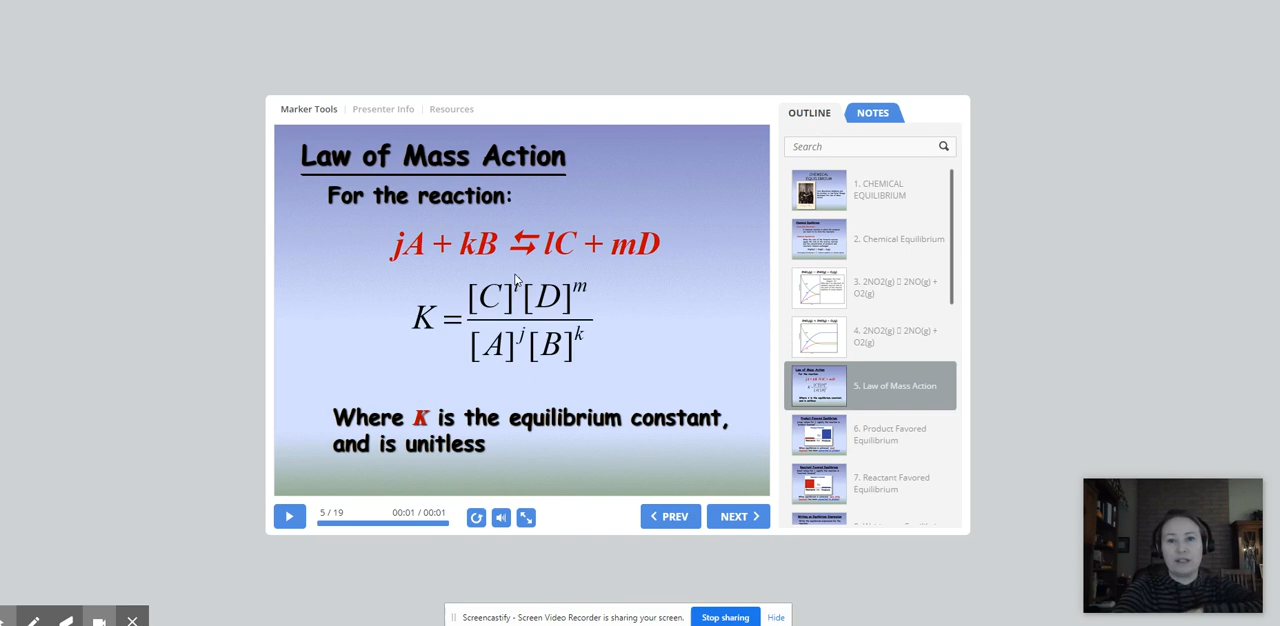 Marker Tools | Presenter Info | Resources
Law of Mass Action
For the reaction:
jA + kB ⇆ lC + mD
K = [C]^l [D]^m / [A]^j [B]^k
Where K is the equilibrium constant,
and is unitless
5 / 19
00:01 / 00:01
PREV
NEXT
OUTLINE
NOTES
Search
1. CHEMICAL
EQUILIBRIUM
2. Chemical Equilibrium
3. 2NO2(g) ▯ 2NO(g) +
O2(g)
4. 2NO2(g) ▯ 2NO(g) +
O2(g)
5. Law of Mass Action
6. Product Favored
Equilibrium
7. Reactant Favored
Equilibrium
Screencastify - Screen Video Recorder is sharing your screen.
Stop sharing
Hide